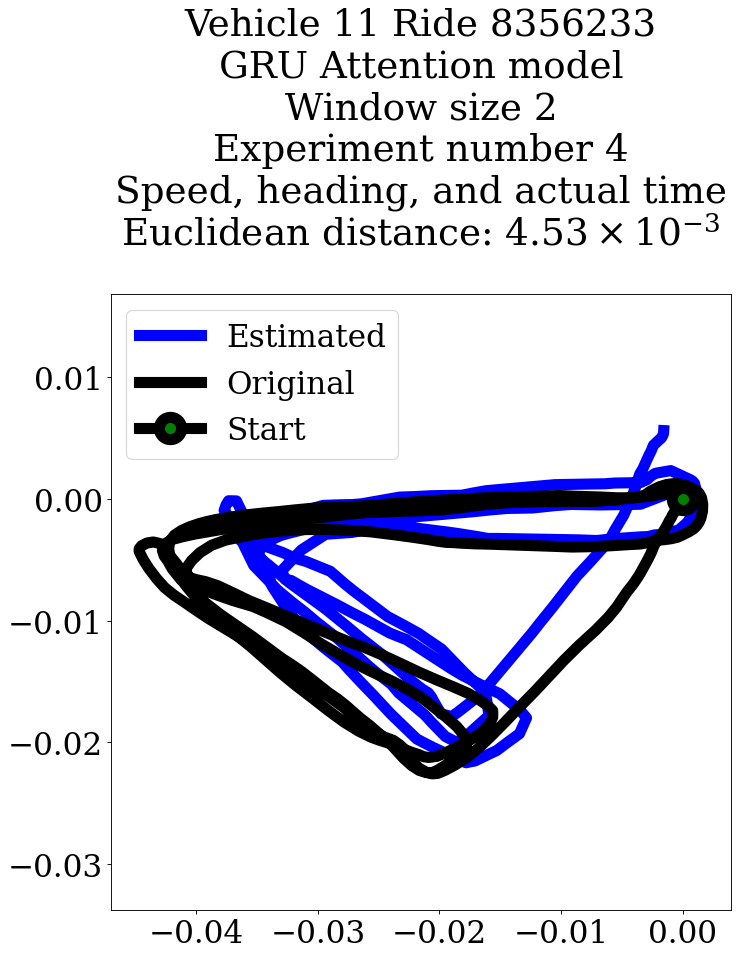 Vehicle 11 Ride 8356233
GRU Attention model
Window size 2
Experiment number 4
Speed, heading, and actual time
Euclidean distance: 4.53 × 10⁻³
Estimated
Original
Start
0.01
0.00
−0.01
−0.02
−0.03
−0.04 −0.03 −0.02 −0.01 0.00